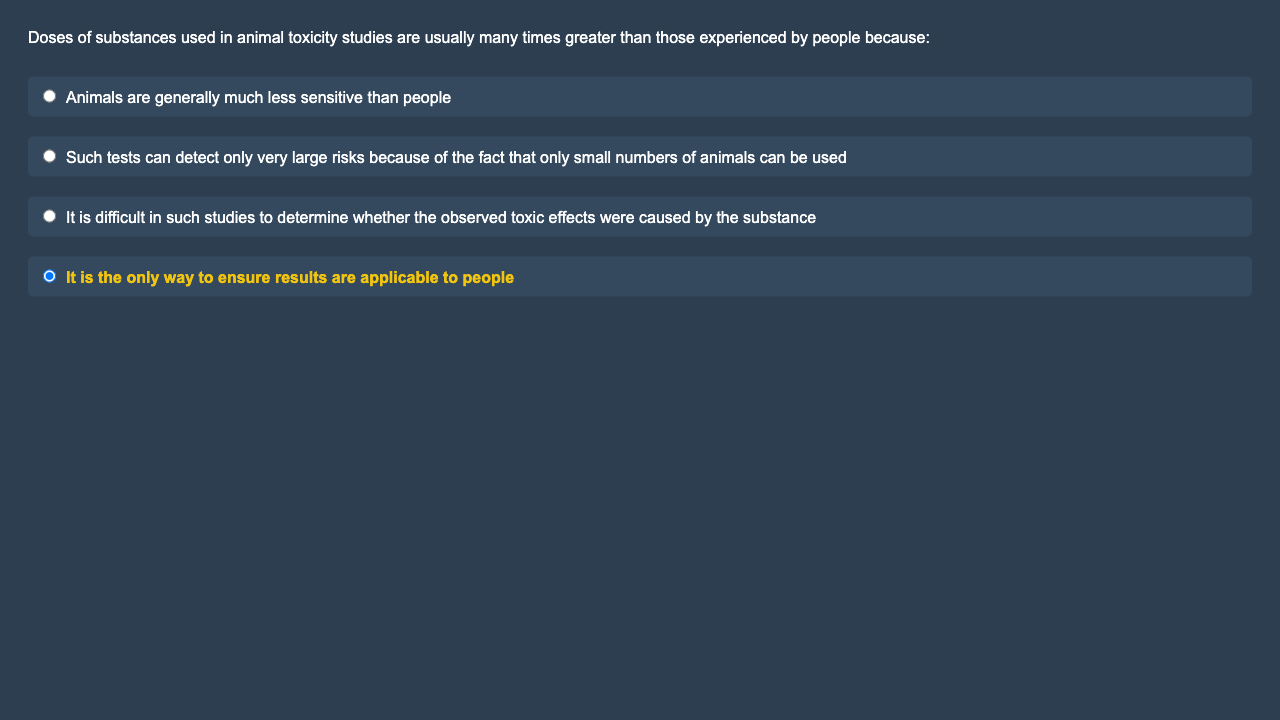 Doses of substances used in animal toxicity studies are usually many times greater than those experienced by people because:
Animals are generally much less sensitive than people
Such tests can detect only very large risks because of the fact that only small numbers of animals can be used
It is difficult in such studies to determine whether the observed toxic effects were caused by the substance
It is the only way to ensure results are applicable to people